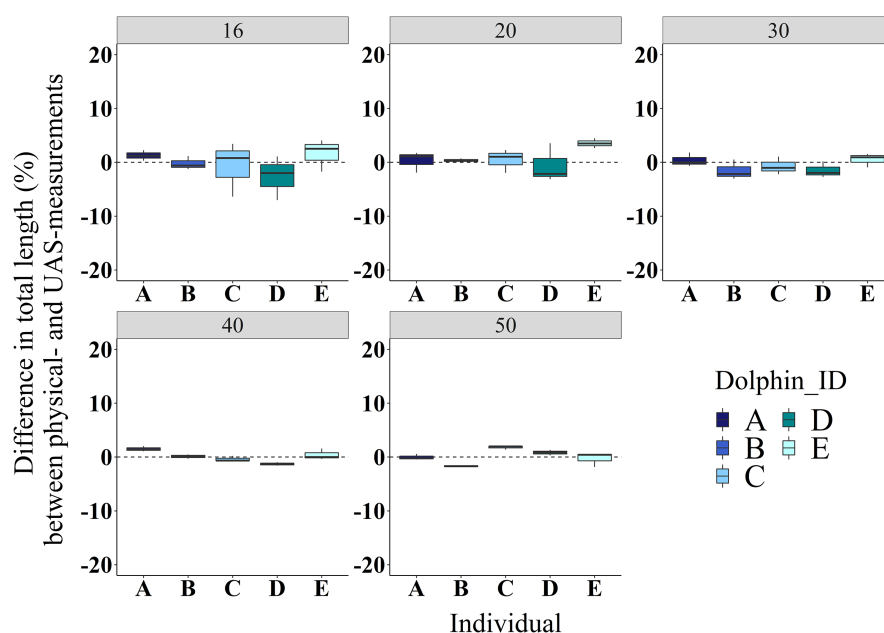 Difference in total length (%)
between physical- and UAS-measurements
16
20
10
0
-10
-20
A B C D E
20
20
10
0
-10
-20
A B C D E
30
20
10
0
-10
-20
A B C D E
40
20
10
0
-10
-20
A B C D E
50
20
10
0
-10
-20
A B C D E
Individual
Dolphin_ID
A D
B E
C